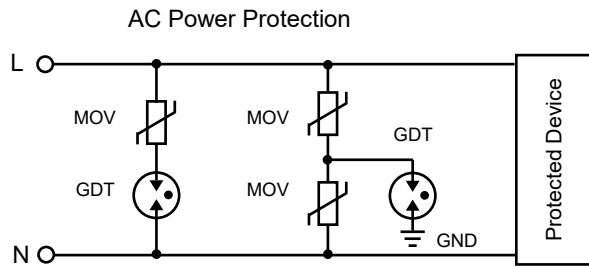 AC Power Protection
L
MOV
MOV
GDT
GDT
MOV
GND
N
Protected Device